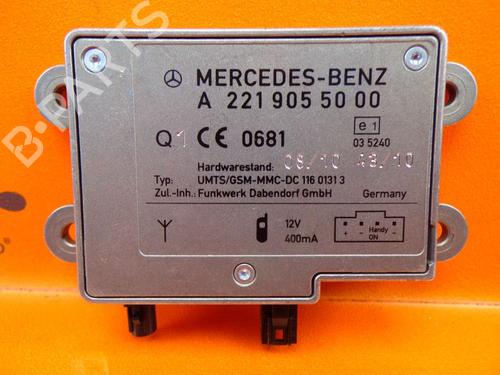 B-PARTS
MERCEDES-BENZ
A 221 905 50 00
Q1 CE 0681
e1
03 5240
Hardwarestand: 08/10 43/10
Typ: UMTS/GSM-MMC-DC 116 0131 3
Zul.-Inh.: Funkwerk Dabendorf GmbH Germany
12V
400mA
+ - Handy +
ON